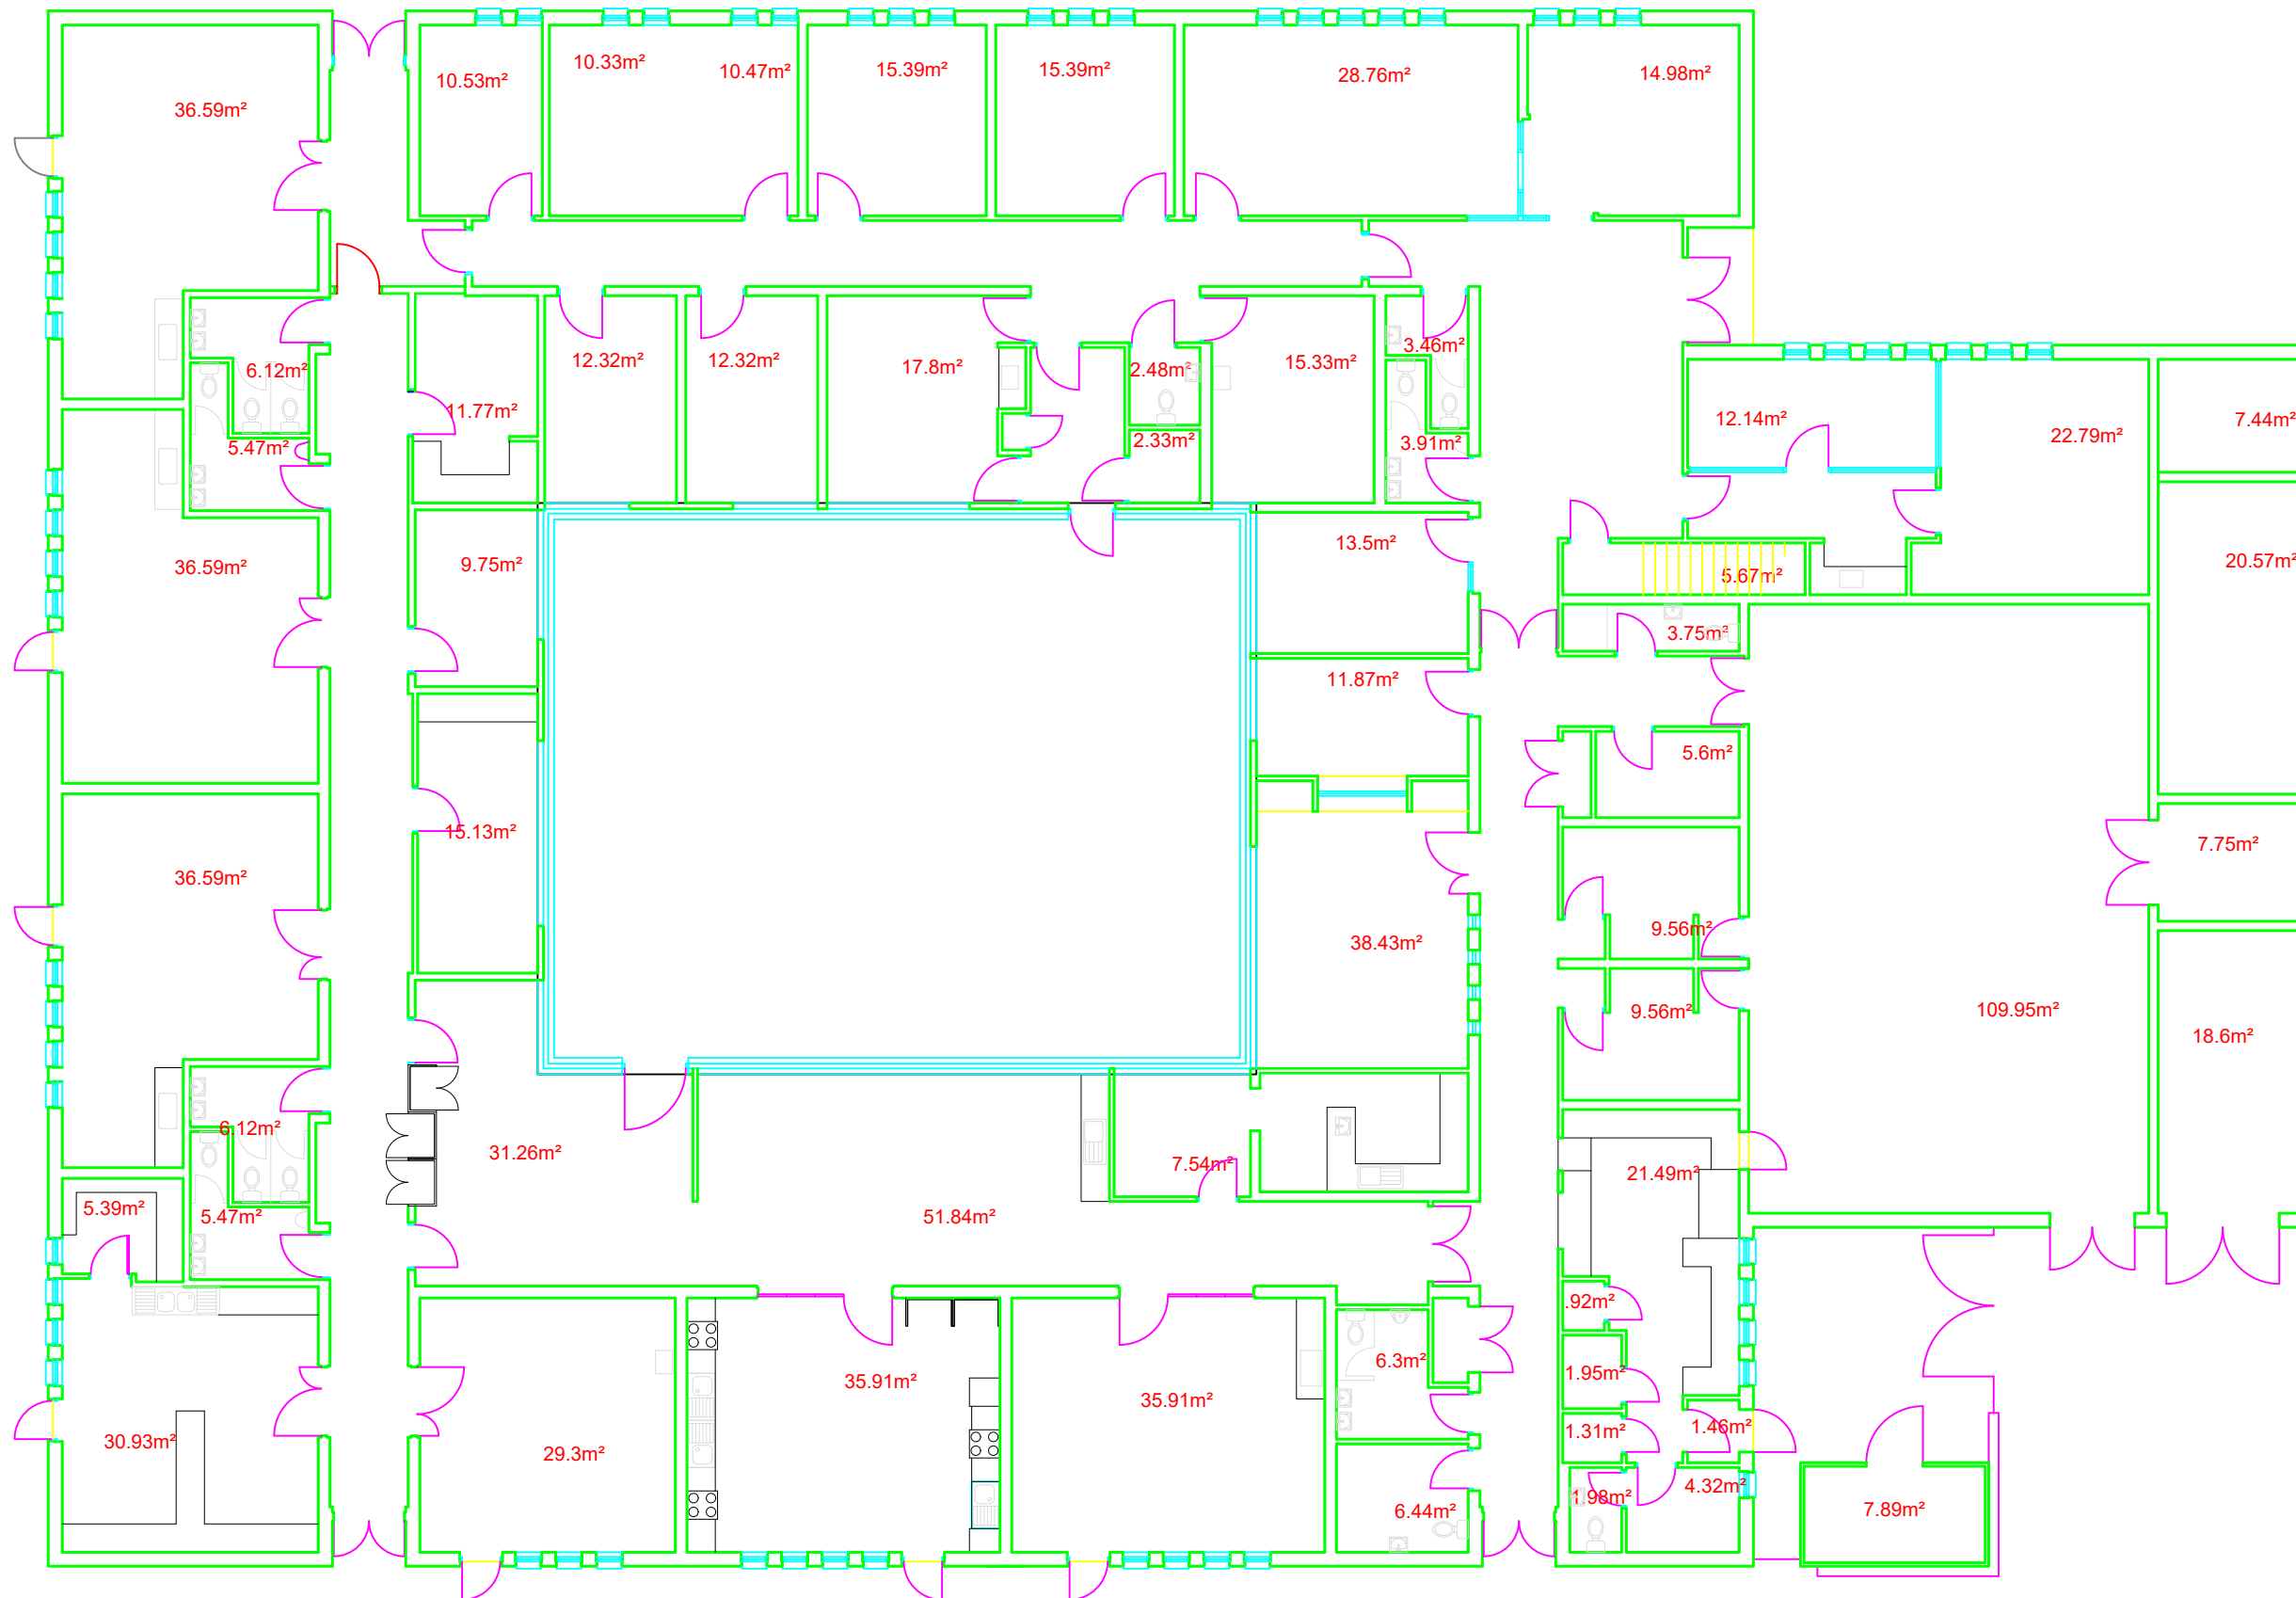 10.53m²
10.33m²
10.47m²
15.39m²
15.39m²
28.76m²
14.98m²
36.59m²
6.12m²
5.47m²
11.77m²
12.32m²
12.32m²
17.8m²
2.48m²
2.33m²
15.33m²
3.46m²
3.91m²
12.14m²
22.79m²
7.44m²
36.59m²
9.75m²
13.5m²
5.67m²
20.57m²
3.75m²
11.87m²
5.6m²
15.13m²
7.75m²
36.59m²
38.43m²
9.56m²
9.56m²
109.95m²
18.6m²
6.12m²
31.26m²
7.54m²
21.49m²
5.39m²
5.47m²
51.84m²
.92m²
6.3m²
1.95m²
35.91m²
35.91m²
1.31m²
1.46m²
30.93m²
29.3m²
6.44m²
1.98m²
4.32m²
7.89m²